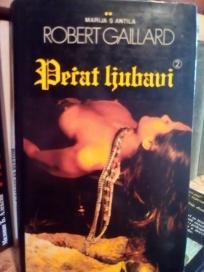 MARIJA S ANTILA
ROBERT GAILLARD
Pečat ljubavi
2